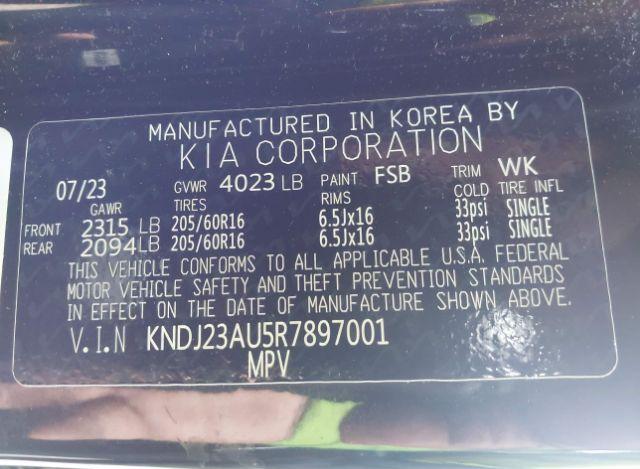 MANUFACTURED IN KOREA BY
KIA CORPORATION
07/23 GVWR 4023 LB PAINT FSB TRIM WK
GAWR TIRES RIMS COLD TIRE INFL
FRONT 2315 LB 205/60R16 6.5Jx16 33psi SINGLE
REAR 2094 LB 205/60R16 6.5Jx16 33psi SINGLE
THIS VEHICLE CONFORMS TO ALL APPLICABLE U.S.A. FEDERAL
MOTOR VEHICLE SAFETY AND THEFT PREVENTION STANDARDS
IN EFFECT ON THE DATE OF MANUFACTURE SHOWN ABOVE.
V.I.N KNDJ23AU5R7897001
MPV